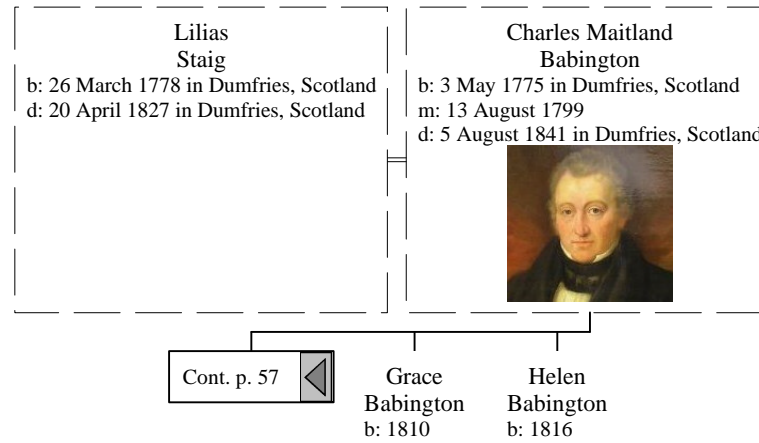 Lilias
Staig
b: 26 March 1778 in Dumfries, Scotland
d: 20 April 1827 in Dumfries, Scotland
Charles Maitland
Babington
b: 3 May 1775 in Dumfries, Scotland
m: 13 August 1799
d: 5 August 1841 in Dumfries, Scotland
Cont. p. 57
Grace
Babington
b: 1810
Helen
Babington
b: 1816